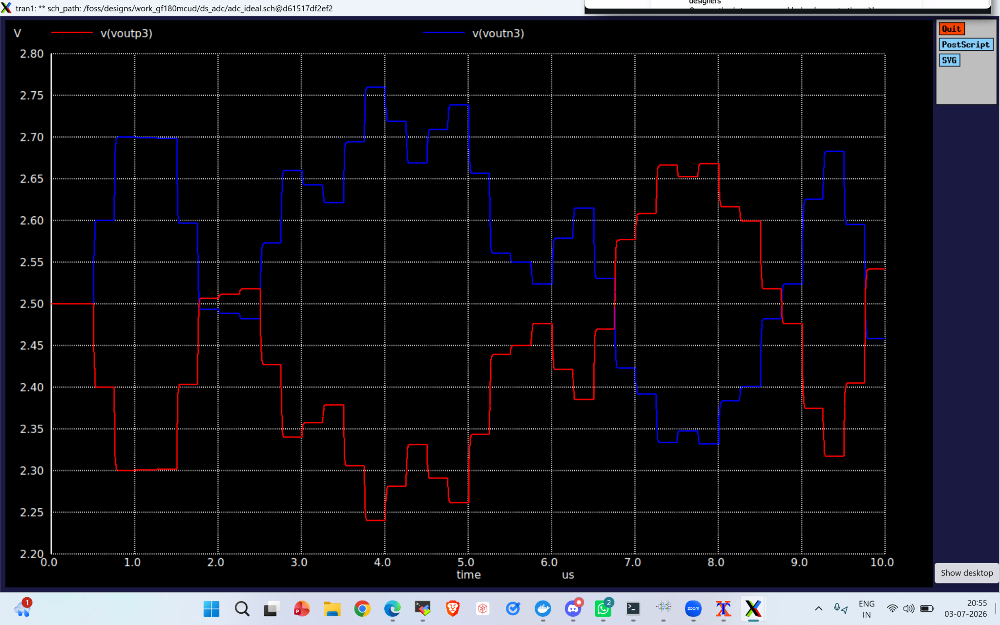 designers
tran1: ** sch_path: /foss/designs/work_gf180mcud/ds_adc/adc_ideal.sch@d61517df2ef2
V v(voutp3) v(voutn3)
Quit
PostScript
SVG
2.80
2.75
2.70
2.65
2.60
2.55
2.50
2.45
2.40
2.35
2.30
2.25
2.20
0.0 1.0 2.0 3.0 4.0 5.0 6.0 7.0 8.0 9.0 10.0
time us
Show desktop
1
P
2
zoom
ENG
IN
20:55
03-07-2026